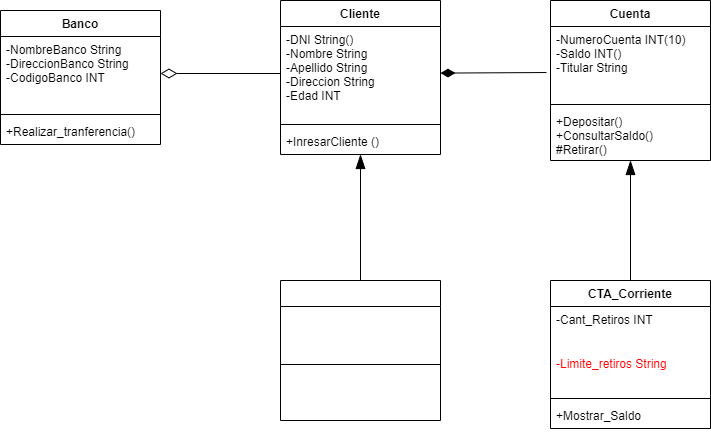 Banco
-NombreBanco String
-DireccionBanco String
-CodigoBanco INT
+Realizar_tranferencia()
Cliente
-DNI String()
-Nombre String
-Apellido String
-Direccion String
-Edad INT
+InresarCliente ()
Cuenta
-NumeroCuenta INT(10)
-Saldo INT()
-Titular String
+Depositar()
+ConsultarSaldo()
#Retirar()
CTA_Corriente
-Cant_Retiros INT
-Limite_retiros String
+Mostrar_Saldo